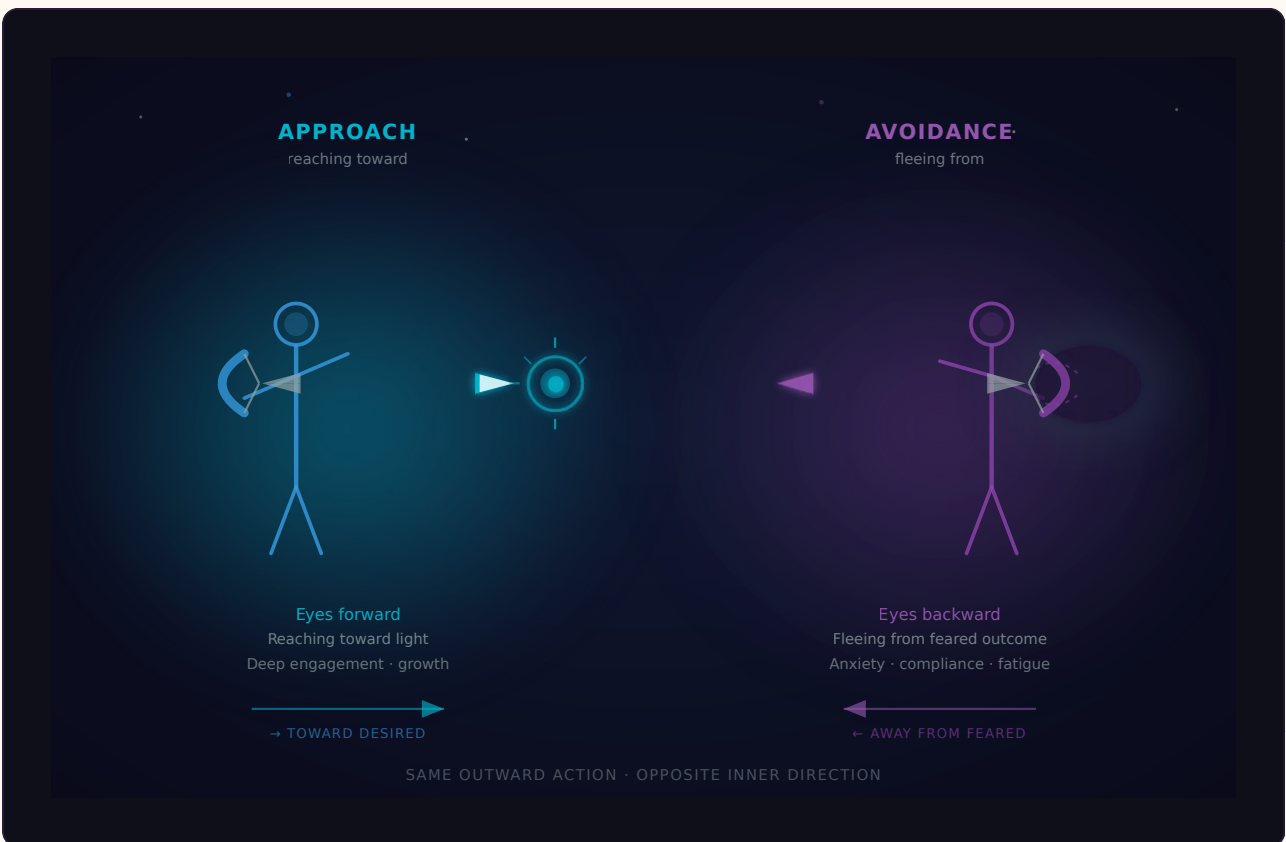 APPROACH
reaching toward
AVOIDANCE
fleeing from
Eyes forward
Reaching toward light
Deep engagement · growth
→ TOWARD DESIRED
Eyes backward
Fleeing from feared outcome
Anxiety · compliance · fatigue
← AWAY FROM FEARED
SAME OUTWARD ACTION · OPPOSITE INNER DIRECTION